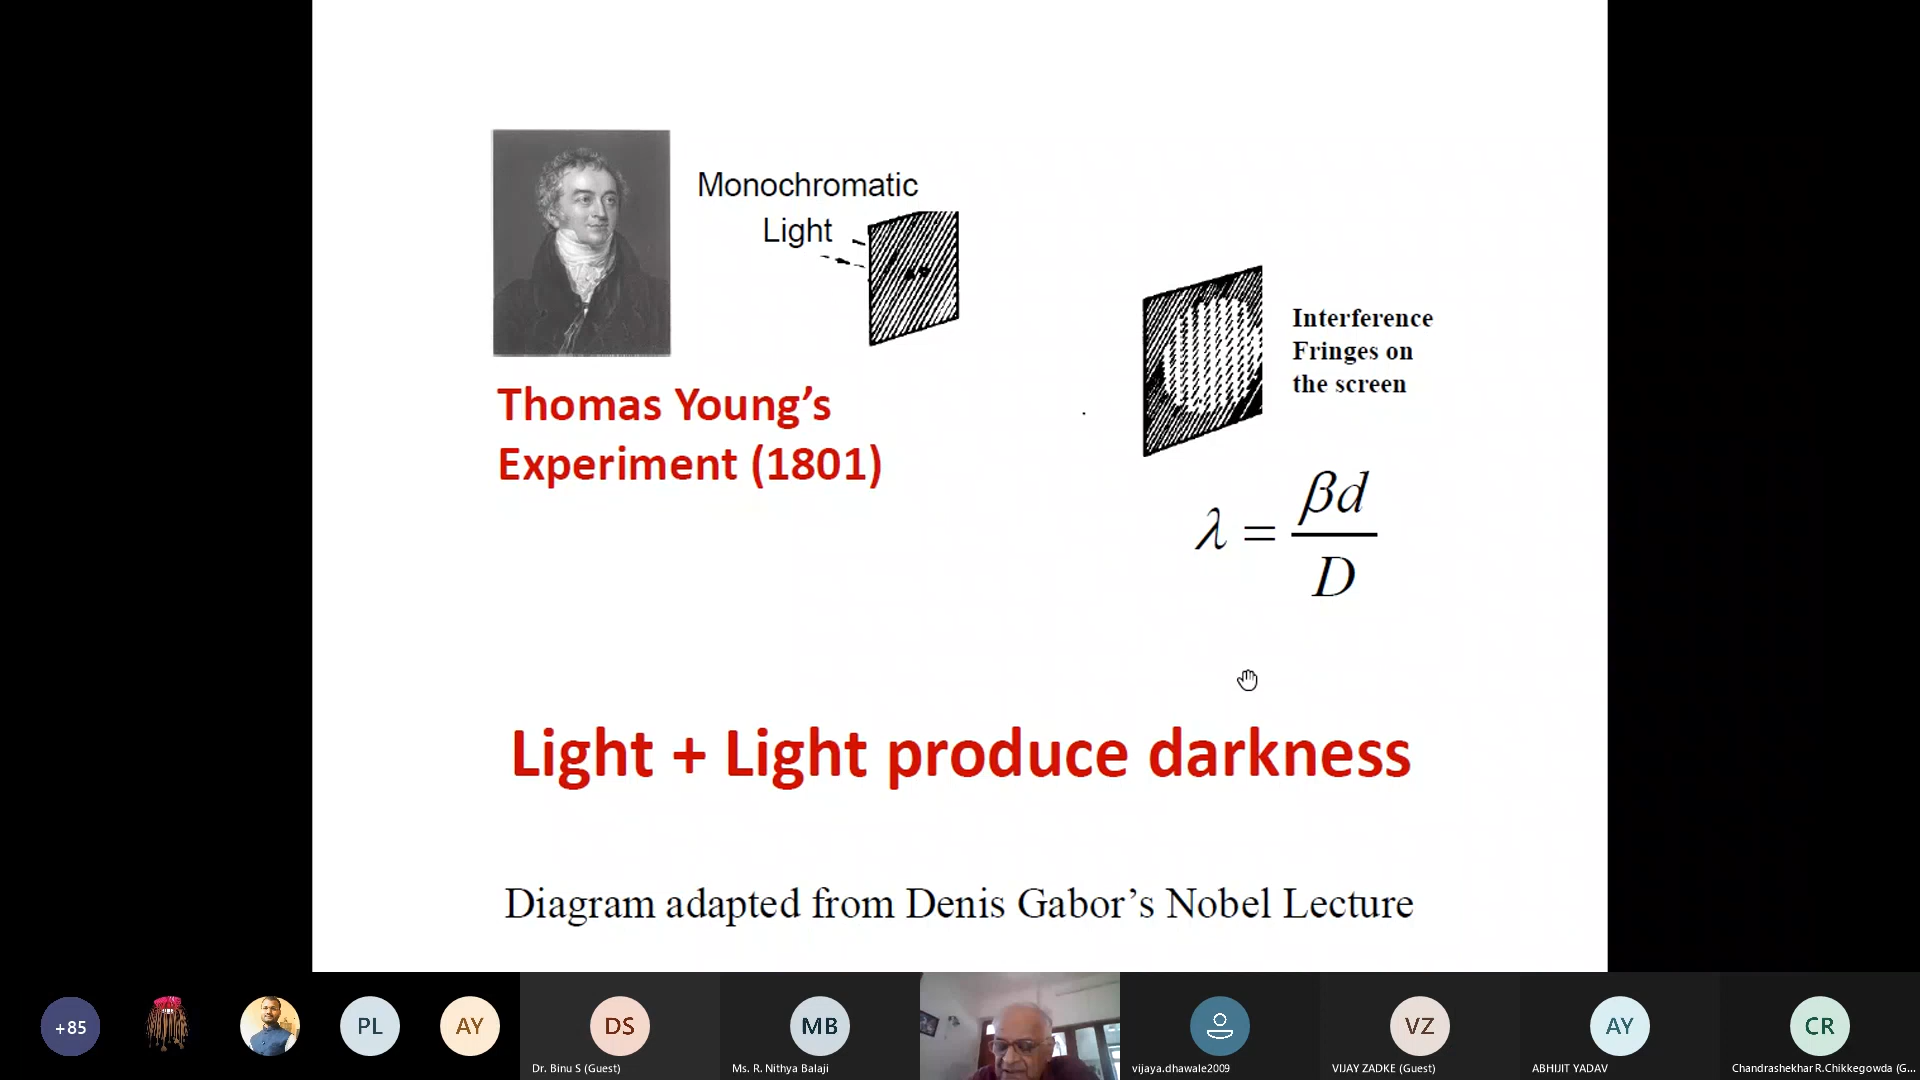 Monochromatic
Light
Interference
Fringes on
the screen
Thomas Young’s
Experiment (1801)
λ = βd / D
Light + Light produce darkness
Diagram adapted from Denis Gabor’s Nobel Lecture
+85
PL
AY
DS
MB
VZ
AY
CR
Dr. Binu S (Guest)
Ms. R. Nithya Balaji
vijaya.dhawale2009
VIJAY ZADKE (Guest)
ABHIJIT YADAV
Chandrashekhar R.Chikkegowda (G...